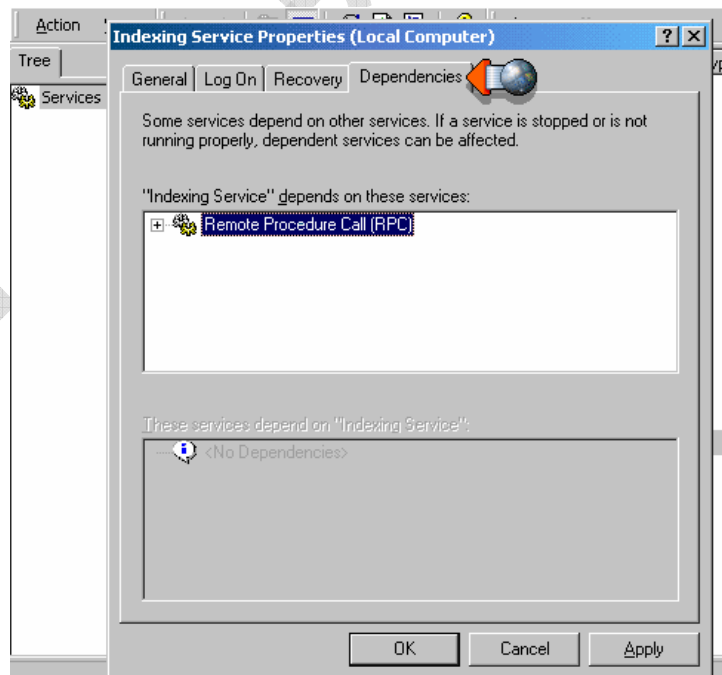 Action
Indexing Service Properties (Local Computer)
Tree
Services
General
Log On
Recovery
Dependencies
Some services depend on other services. If a service is stopped or is not
running properly, dependent services can be affected.
"Indexing Service" depends on these services:
Remote Procedure Call (RPC)
These services depend on "Indexing Service":
<No Dependencies>
OK
Cancel
Apply